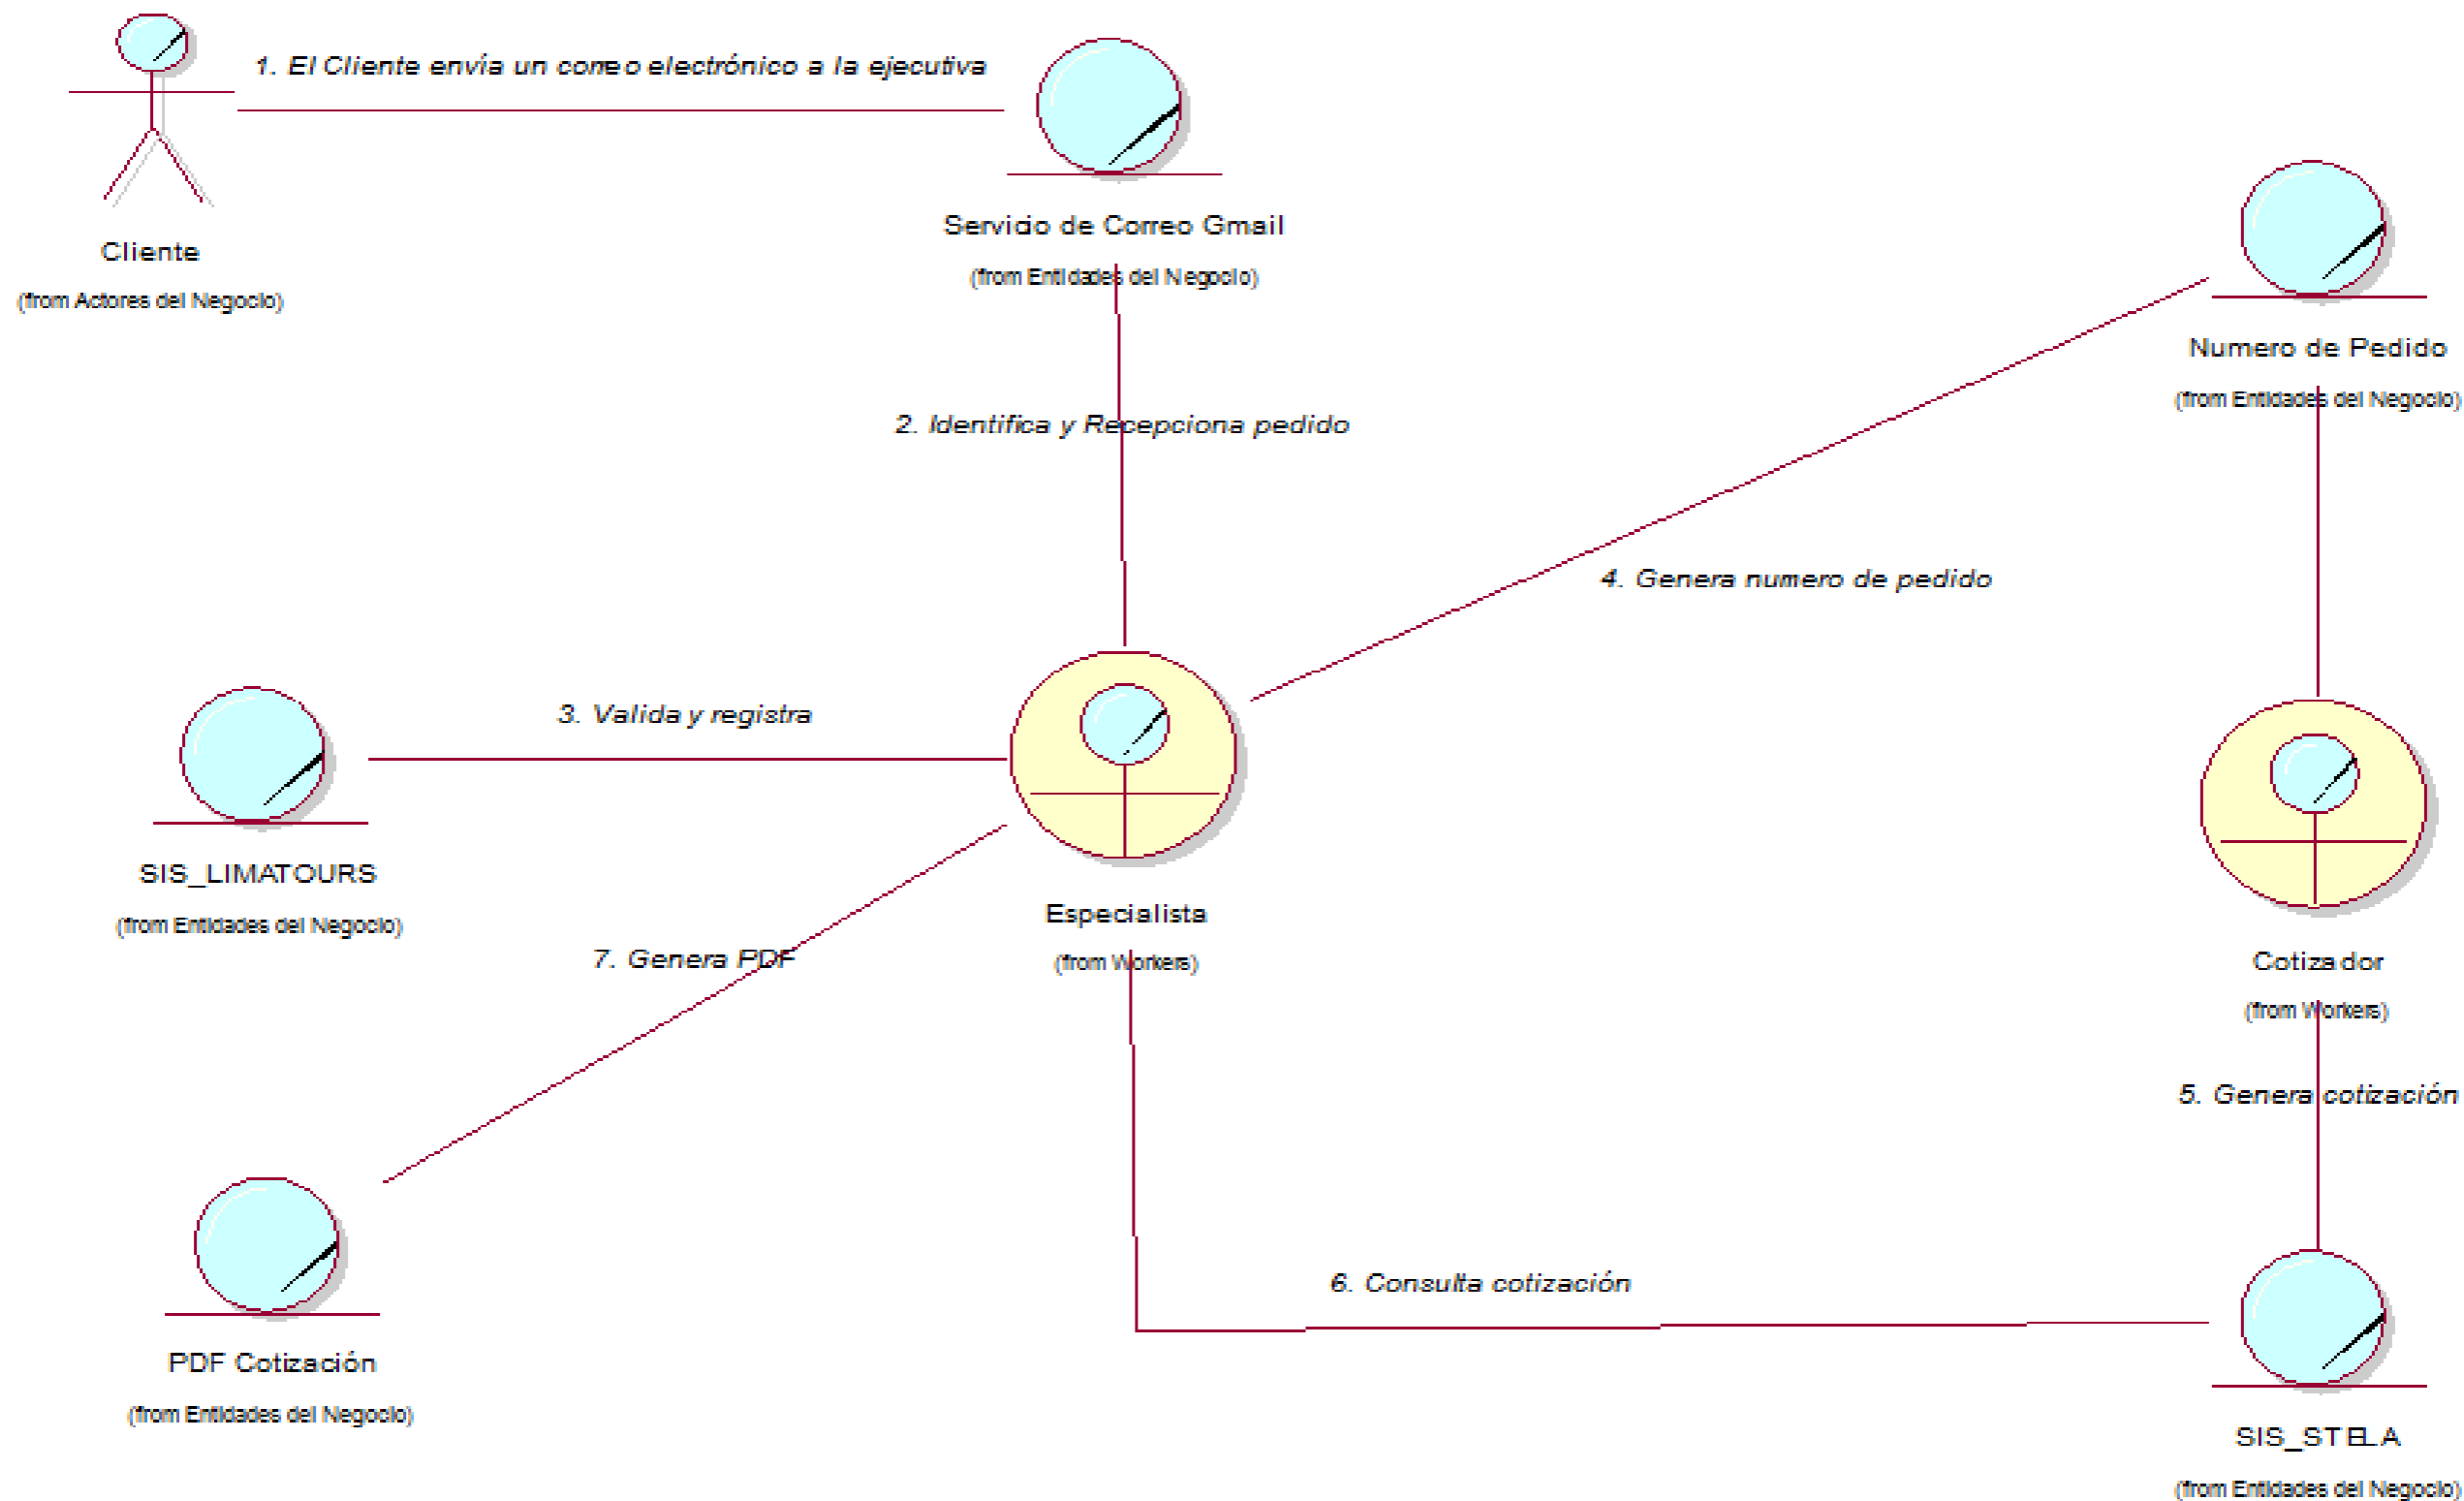 1. El Cliente envía un correo electrónico a la ejecutiva
Cliente
(from Actores del Negocio)
Servicio de Correo Gmail
(from Entidades del Negocio)
Numero de Pedido
(from Entidades del Negocio)
2. Identifica y Recepciona pedido
4. Genera numero de pedido
3. Valida y registra
SIS_LIMATOURS
(from Entidades del Negocio)
Especialista
(from Workers)
Cotizador
(from Workers)
7. Genera PDF
5. Genera cotización
6. Consulta cotización
PDF Cotización
(from Entidades del Negocio)
SIS_STELA
(from Entidades del Negocio)